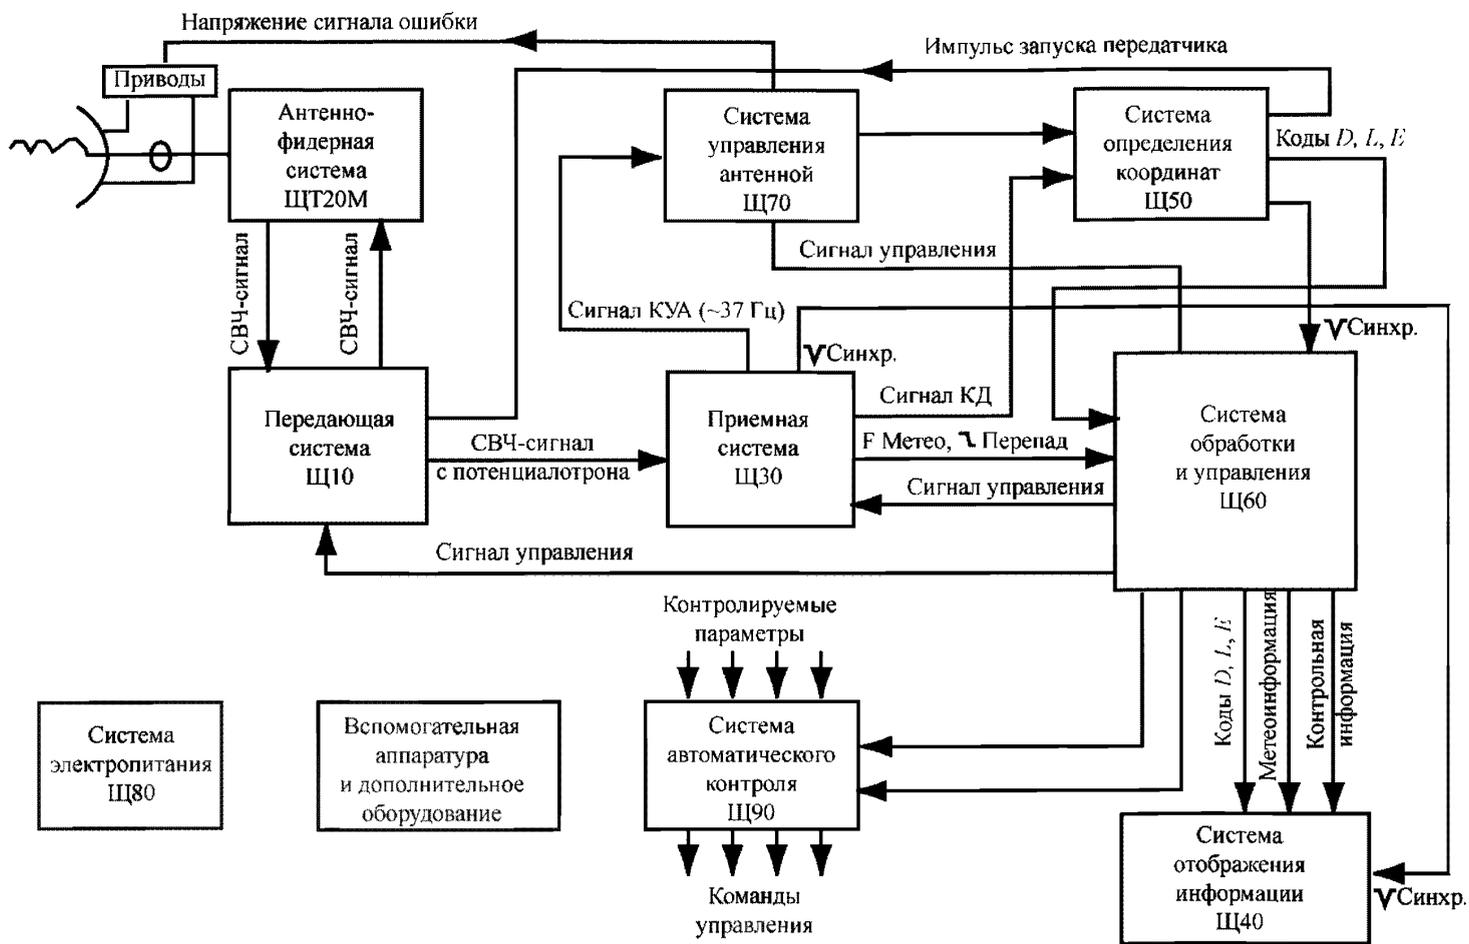 Напряжение сигнала ошибки
Импульс запуска передатчика
Приводы
Антенно-
фидерная
система
ЩТ20М
Система
управления
антенной
Щ70
Система
определения
координат
Щ50
Коды D, L, E
СВЧ-сигнал
СВЧ-сигнал
Сигнал управления
Сигнал КУА (~37 Гц)
Синхр.
Синхр.
Передающая
система
Щ10
СВЧ-сигнал
с потенциалотрона
Приемная
система
Щ30
Сигнал КД
F Метео, Перепад
Сигнал управления
Система
обработки
и управления
Щ60
Сигнал управления
Контролируемые
параметры
Коды D, L, E
Метеоинформация
Контрольная
информация
Система
электропитания
Щ80
Вспомогательная
аппаратура
и дополнительное
оборудование
Система
автоматического
контроля
Щ90
Команды
управления
Система
отображения
информации
Щ40
Синхр.